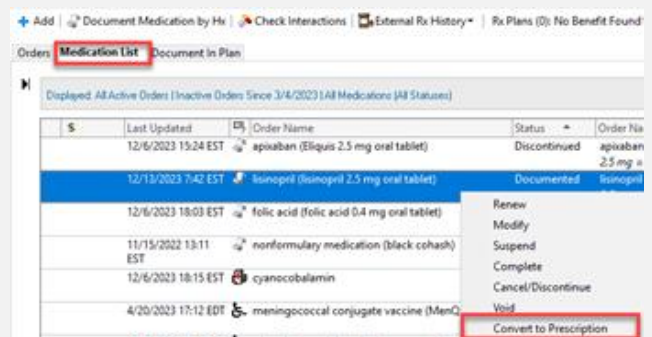 + Add | Document Medication by Hx | Check Interactions | External Rx History | Rx Plans (0): No Benefit Found
Orders Medication List Document In Plan
Displayed: All Active Orders | Inactive Orders Since 3/4/2023 | All Medications (All Statuses)
S Last Updated Order Name Status Order Na
12/6/2023 15:24 EST apixaban (Eliquis 2.5 mg oral tablet) Discontinued apixaban
2.5 mg =
12/13/2023 7:42 EST lisinopril (lisinopril 2.5 mg oral tablet) Documented lisinopril
12/6/2023 18:03 EST folic acid (folic acid 0.4 mg oral tablet)
Renew
Modify
11/15/2022 13:11 EST nonformulary medication (black cohash)
Suspend
Complete
12/6/2023 18:15 EST cyanocobalamin
Cancel/Discontinue
4/20/2023 17:12 EDT meningococcal conjugate vaccine (MenQ
Void
Convert to Prescription